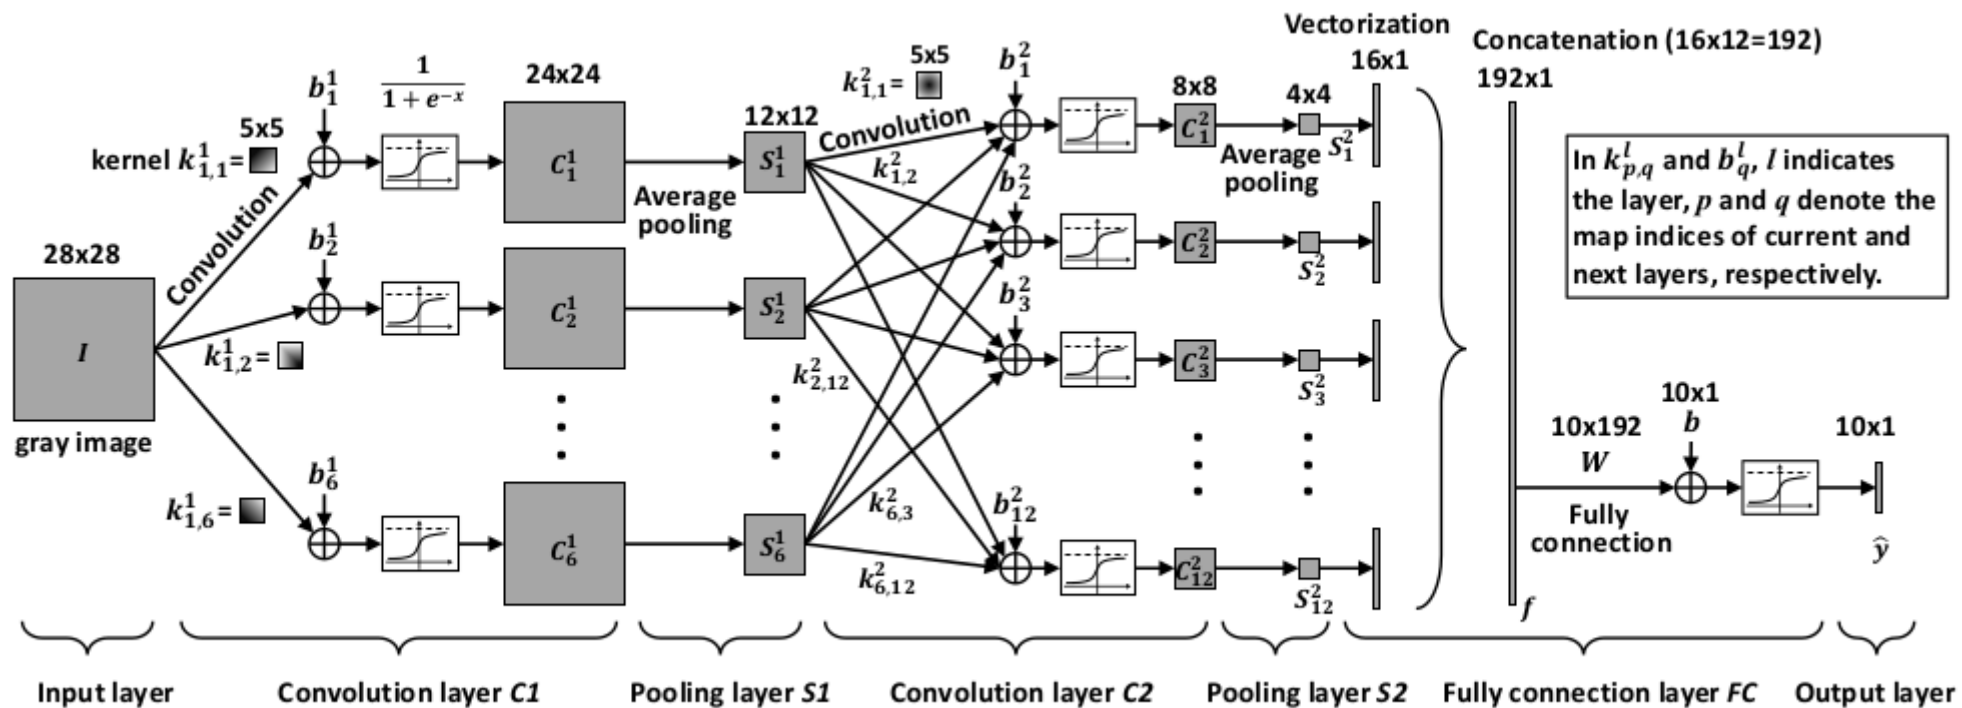 28x28
I
gray image
Input layer
kernel k^1_{1,1}=
5x5
Convolution
k^1_{1,2}=
k^1_{1,6}=
b^1_1
b^1_2
b^1_6
1
1 + e^{-x}
24x24
C^1_1
C^1_2
C^1_6
Convolution layer C1
Average
pooling
12x12
S^1_1
S^1_2
S^1_6
Pooling layer S1
5x5
k^2_{1,1}=
Convolution
k^2_{1,2}
k^2_{2,12}
k^2_{6,3}
k^2_{6,12}
b^2_1
b^2_2
b^2_3
b^2_{12}
8x8
C^2_1
C^2_2
C^2_3
C^2_{12}
Convolution layer C2
4x4
Average
pooling
S^2_1
S^2_2
S^2_3
S^2_{12}
Pooling layer S2
Vectorization
16x1
Concatenation (16x12=192)
192x1
f
In k^l_{p,q} and b^l_q, l indicates
the layer, p and q denote the
map indices of current and
next layers, respectively.
10x192
W
Fully
connection
10x1
b
Fully connection layer FC
10x1
ŷ
Output layer